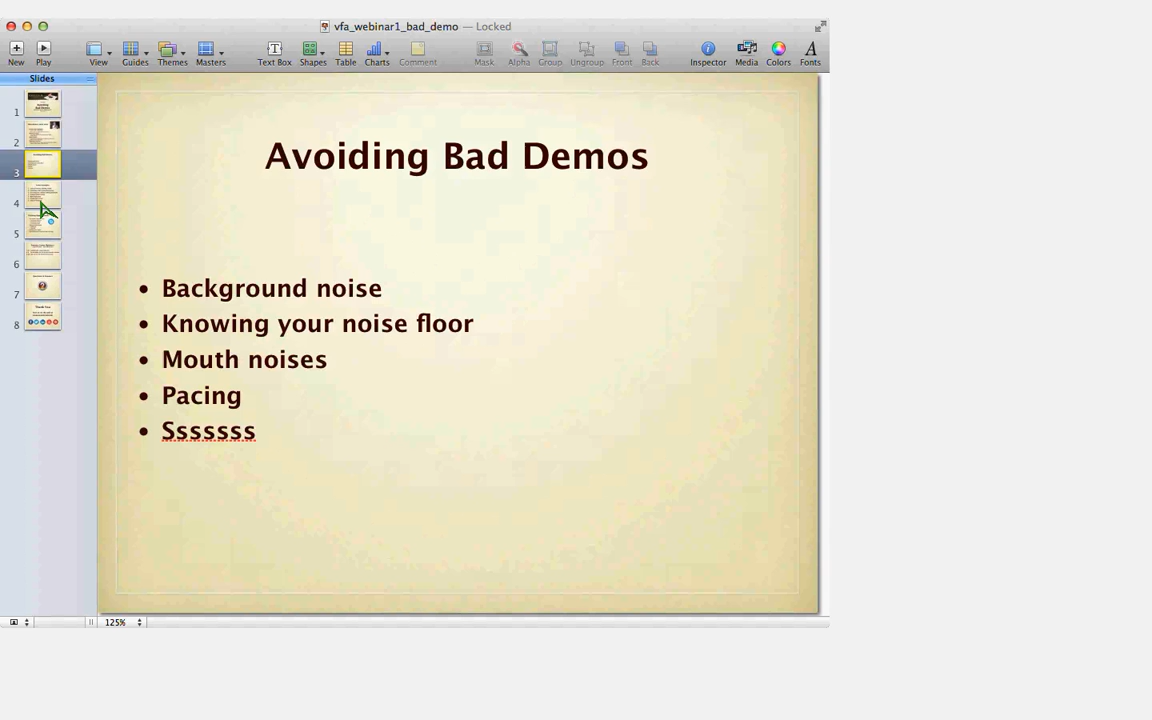 vfa_webinar1_bad_demo — Locked
New Play View Guides Themes Masters Text Box Shapes Table Charts Comment Mask Alpha Group Ungroup Front Back Inspector Media Colors Fonts
Slides
1
2
3
4
5
6
7
8
Avoiding Bad Demos
• Background noise
• Knowing your noise floor
• Mouth noises
• Pacing
• Sssssss
125%